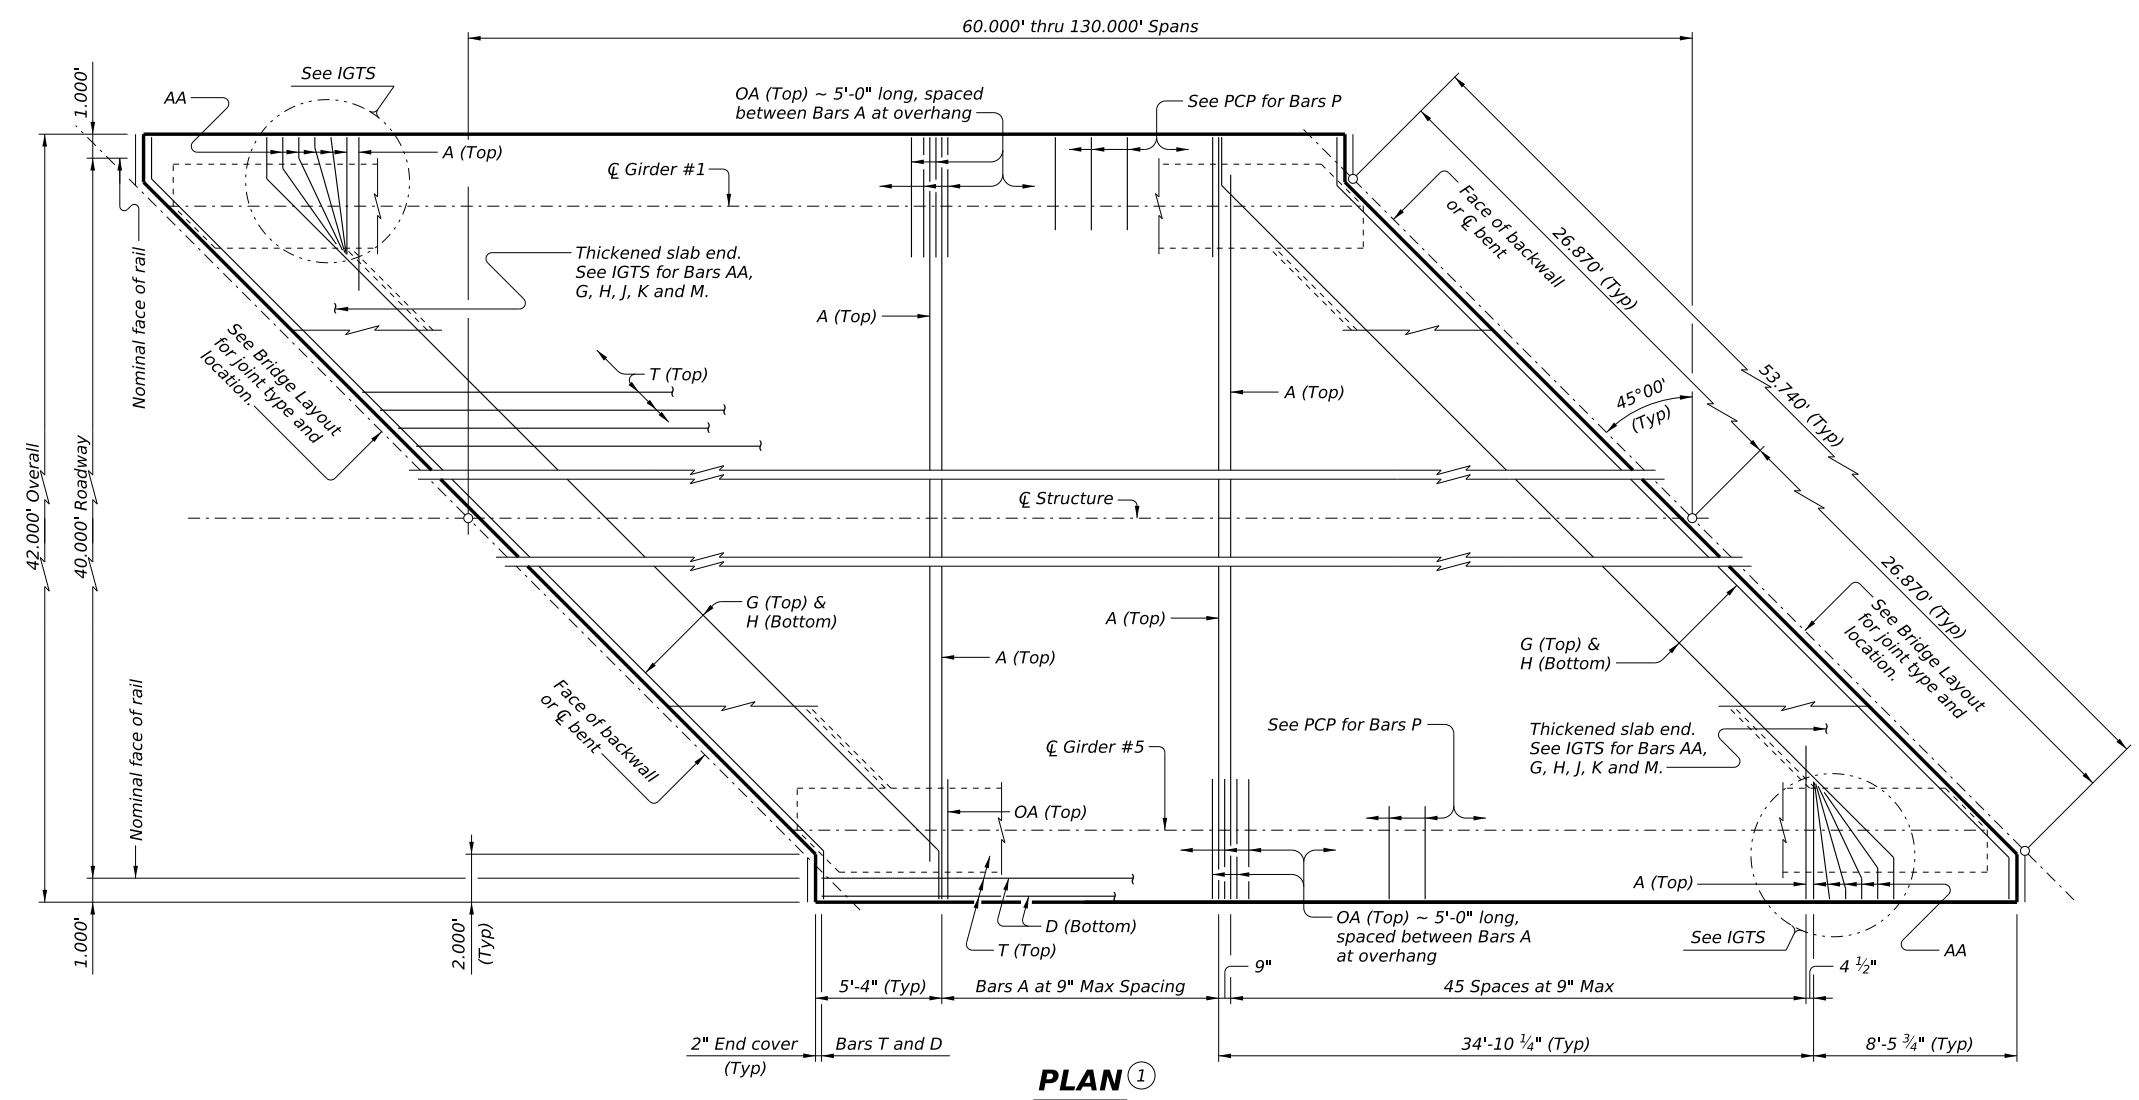 60.000' thru 130.000' Spans
1.000'
See IGTS
AA
OA (Top) ~ 5'-0" long, spaced
between Bars A at overhang
See PCP for Bars P
A (Top)
℄ Girder #1
Face of backwall
or ℄ bent
26.870' (Typ)
53.740' (Typ)
Nominal face of rail
Thickened slab end.
See IGTS for Bars AA,
G, H, J, K and M.
A (Top)
See Bridge Layout
for joint type and
location.
T (Top)
A (Top)
45°00'
(Typ)
42.000' Overall
40.000' Roadway
℄ Structure
26.870' (Typ)
G (Top) &
H (Bottom)
A (Top)
A (Top)
G (Top) &
H (Bottom)
See Bridge Layout
for joint type and
location.
Nominal face of rail
Face of backwall
or ℄ bent
℄ Girder #5
See PCP for Bars P
Thickened slab end.
See IGTS for Bars AA,
G, H, J, K and M.
OA (Top)
A (Top)
1.000'
2.000'
(Typ)
D (Bottom)
T (Top)
OA (Top) ~ 5'-0" long,
spaced between Bars A
at overhang
See IGTS
AA
9"
4 ½"
5'-4" (Typ)
Bars A at 9" Max Spacing
45 Spaces at 9" Max
2" End cover
(Typ)
Bars T and D
34'-10 ¼" (Typ)
8'-5 ¾" (Typ)
PLAN 1